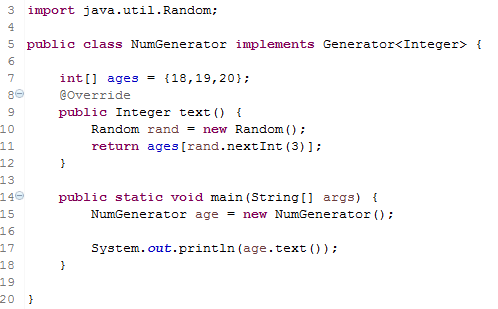 3 import java.util.Random;
4
5 public class NumGenerator implements Generator<Integer> {
6
7 int[] ages = {18,19,20};
8 @Override
9 public Integer text() {
10 Random rand = new Random();
11 return ages[rand.nextInt(3)];
12 }
13
14 public static void main(String[] args) {
15 NumGenerator age = new NumGenerator();
16
17 System.out.println(age.text());
18 }
19
20 }